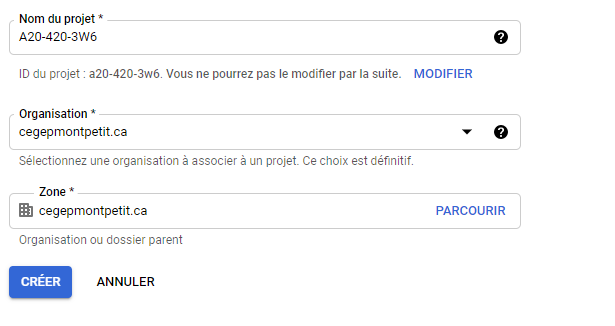 Nom du projet *
A20-420-3W6
ID du projet : a20-420-3w6. Vous ne pourrez pas le modifier par la suite. MODIFIER
Organisation *
cegepmontpetit.ca
Sélectionnez une organisation à associer à un projet. Ce choix est définitif.
Zone *
cegepmontpetit.ca PARCOURIR
Organisation ou dossier parent
CRÉER ANNULER